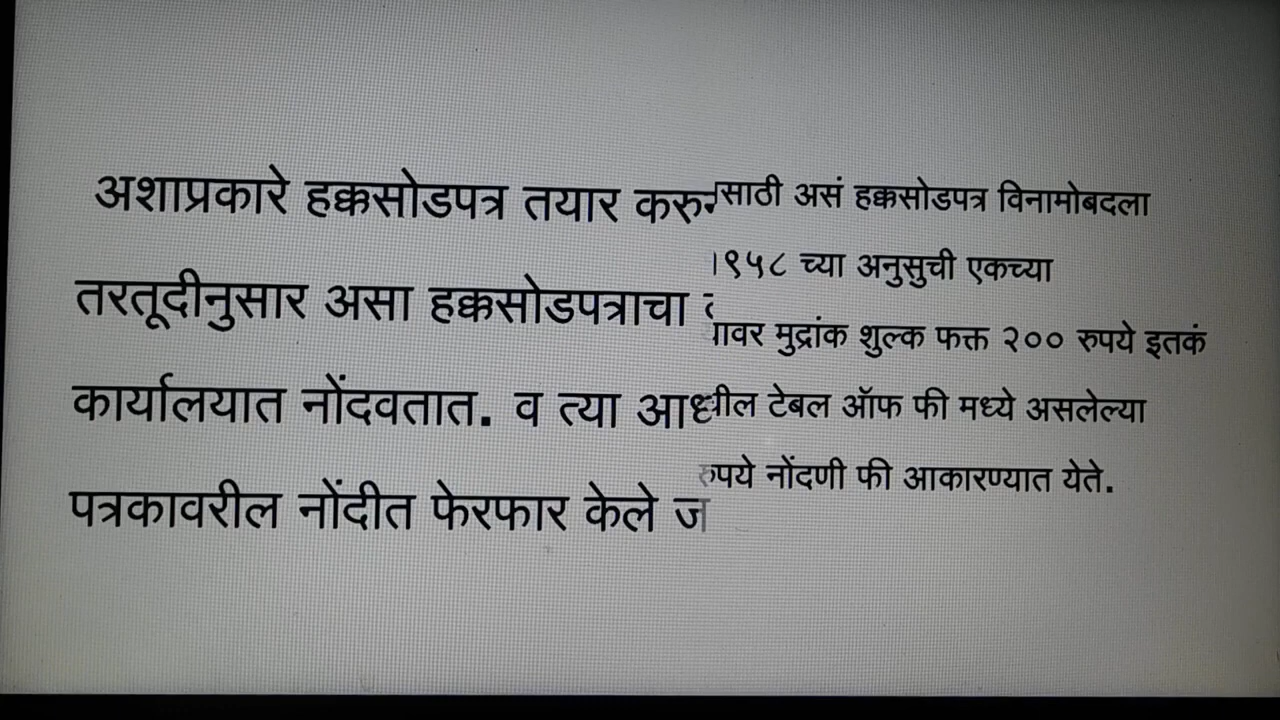 अशाप्रकारे हक्कसोडपत्र तयार
तरतूदीनुसार असा हक्कसोडपत्राचा
कार्यालयात नोंदवतात. व त्या
पत्रकावरील नोंदीत फेरफार केले
असं हक्कसोडपत्र विनामोबदला
१९५८ च्या अनुसुची एकच्या
मुद्रांक शुल्क फक्त २०० रुपये इतकं
टेबल ऑफ फी मध्ये असलेल्या
रुपये नोंदणी फी आकारण्यात येते.